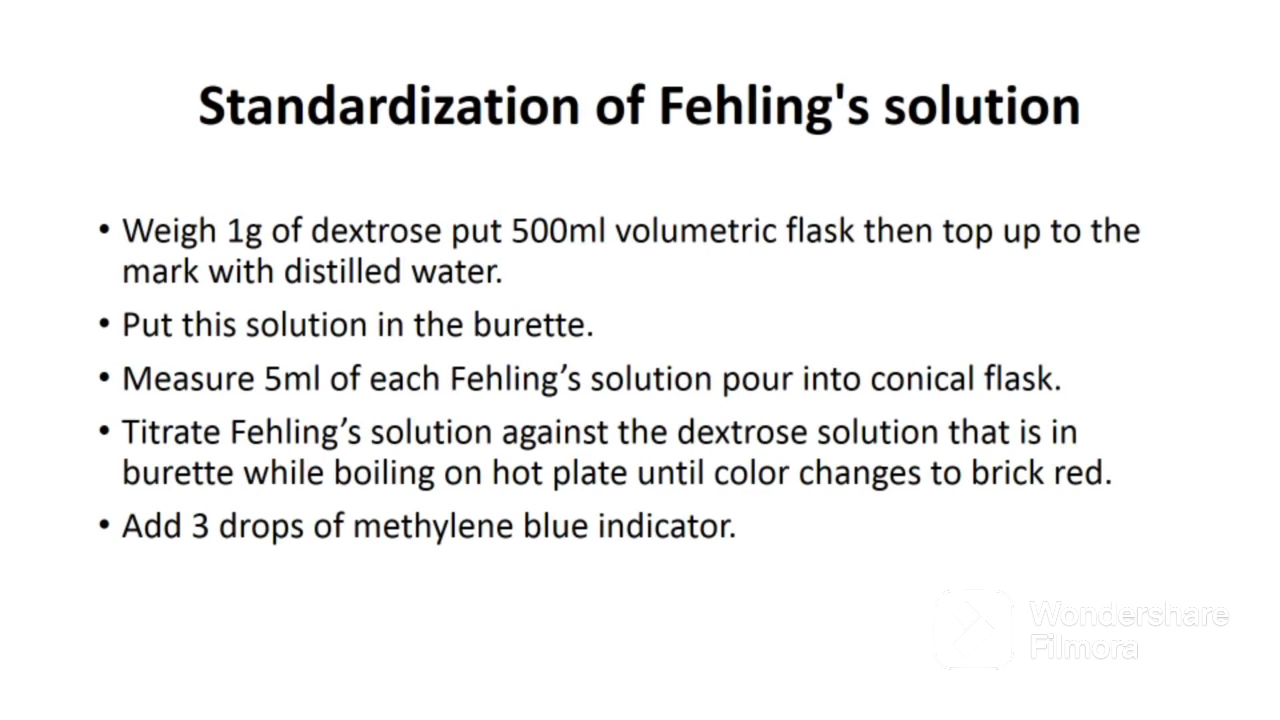 Standardization of Fehling's solution
• Weigh 1g of dextrose put 500ml volumetric flask then top up to the
mark with distilled water.
• Put this solution in the burette.
• Measure 5ml of each Fehling’s solution pour into conical flask.
• Titrate Fehling’s solution against the dextrose solution that is in
burette while boiling on hot plate until color changes to brick red.
• Add 3 drops of methylene blue indicator.
Wondershare
Filmora